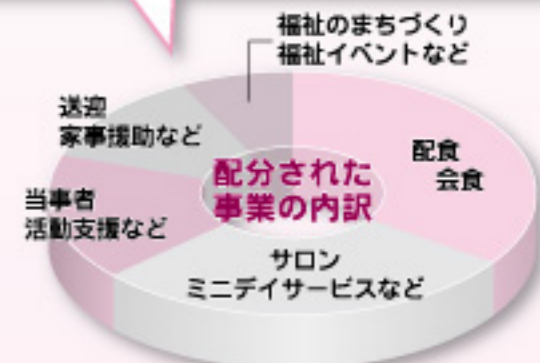 福祉のまちづくり
福祉イベントなど
送迎
家事援助など
配食
会食
配分された
事業の内訳
当事者
活動支援など
サロン
ミニデイサービスなど